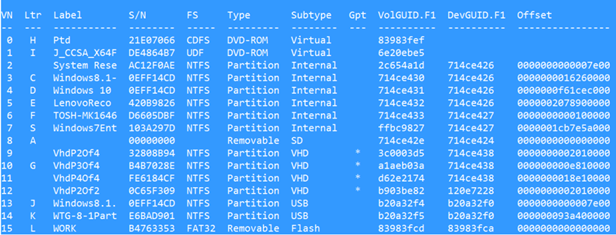 VN Ltr Label S/N FS Type Subtype Gpt VolGUID.F1 DevGUID.F1 Offset
-- --- ----- --- -- ---- ------- --- ---------- ---------- ------
0 H Ptd 21E07066 CDFS DVD-ROM Virtual 83983fef
1 I J_CCSA_X64F DE4864B7 UDF DVD-ROM Virtual 6e20ebe5
2 System Rese AC12F0AE NTFS Partition Internal 2c654a1d 714ce426 0000000000007e00
3 C Windows8.1- 0EFF14CD NTFS Partition Internal 714ce430 714ce426 0000000016260000
4 D Windows 10 0EFF14CD NTFS Partition Internal 714ce431 714ce426 0000000f61cec000
5 E LenovoReco 420B9826 NTFS Partition Internal 714ce432 714ce426 0000002078900000
6 F TOSH-MK1646 D6605DBF NTFS Partition Internal 714ce433 714ce427 0000000000100000
7 S Windows7Ent 103A297D NTFS Partition Internal ffbc9827 714ce427 0000001cb7e5a000
8 A 00000000 Removable SD 714ce42e 714ce424 0000000000000000
9 VhdP2Of4 32808B94 NTFS Partition VHD * 3c0003d5 714ce438 0000000002010000
10 G VhdP3Of4 B4B7028E NTFS Partition VHD * a1aeb03a 714ce438 000000000e810000
11 VhdP4Of4 FE6184CF NTFS Partition VHD * d62e2174 714ce438 0000000018e10000
12 VhdP2Of2 0C65F309 NTFS Partition VHD * b903be82 120e7228 0000000002010000
13 J Windows8.1. 0EFF14CD NTFS Partition USB b20a32f4 b20a32f0 0000000000007e00
14 K WTG-8-1Part E6BAD901 NTFS Partition USB b20a32f5 b20a32f0 000000093a400000
15 L WORK B4763353 FAT32 Removable Flash 83983fcd 83983fca 0000000000000000